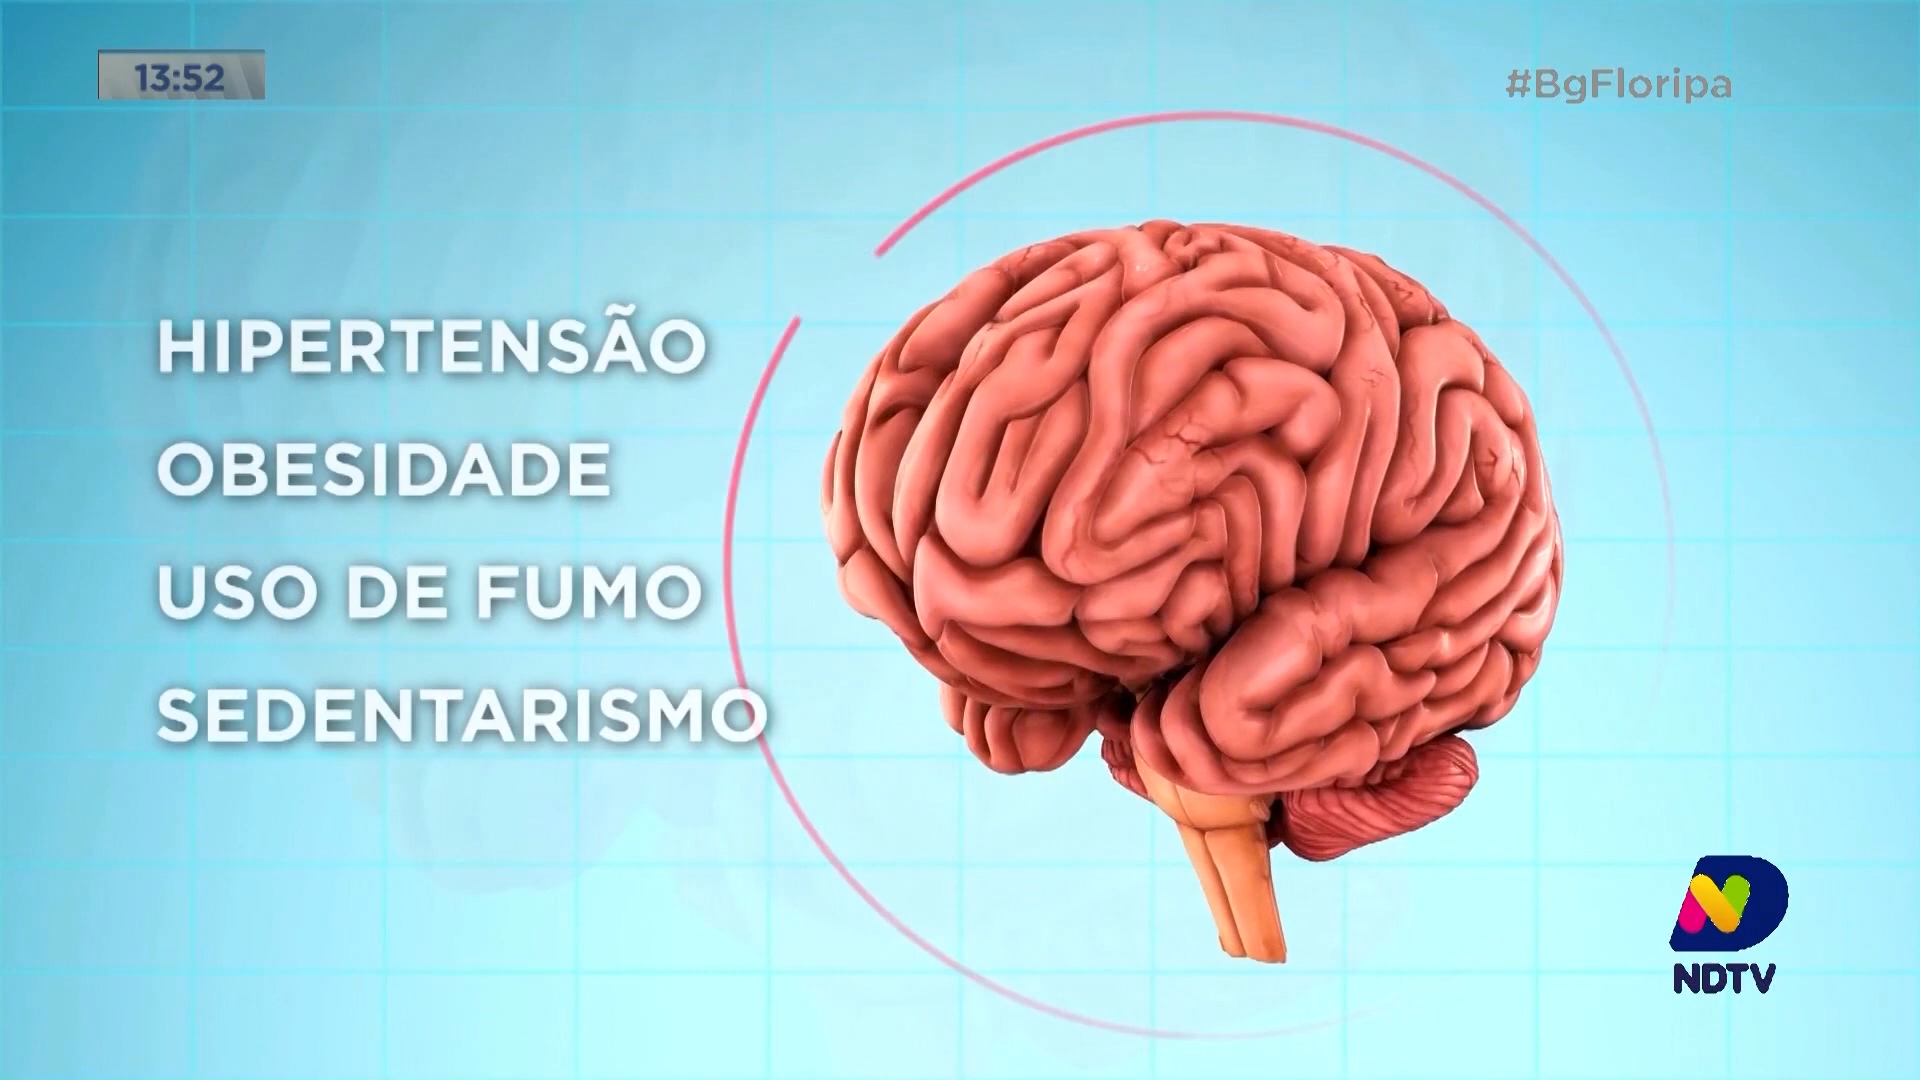 13:52
#BgFloripa
HIPERTENSÃO
OBESIDADE
USO DE FUMO
SEDENTARISMO
NDTV